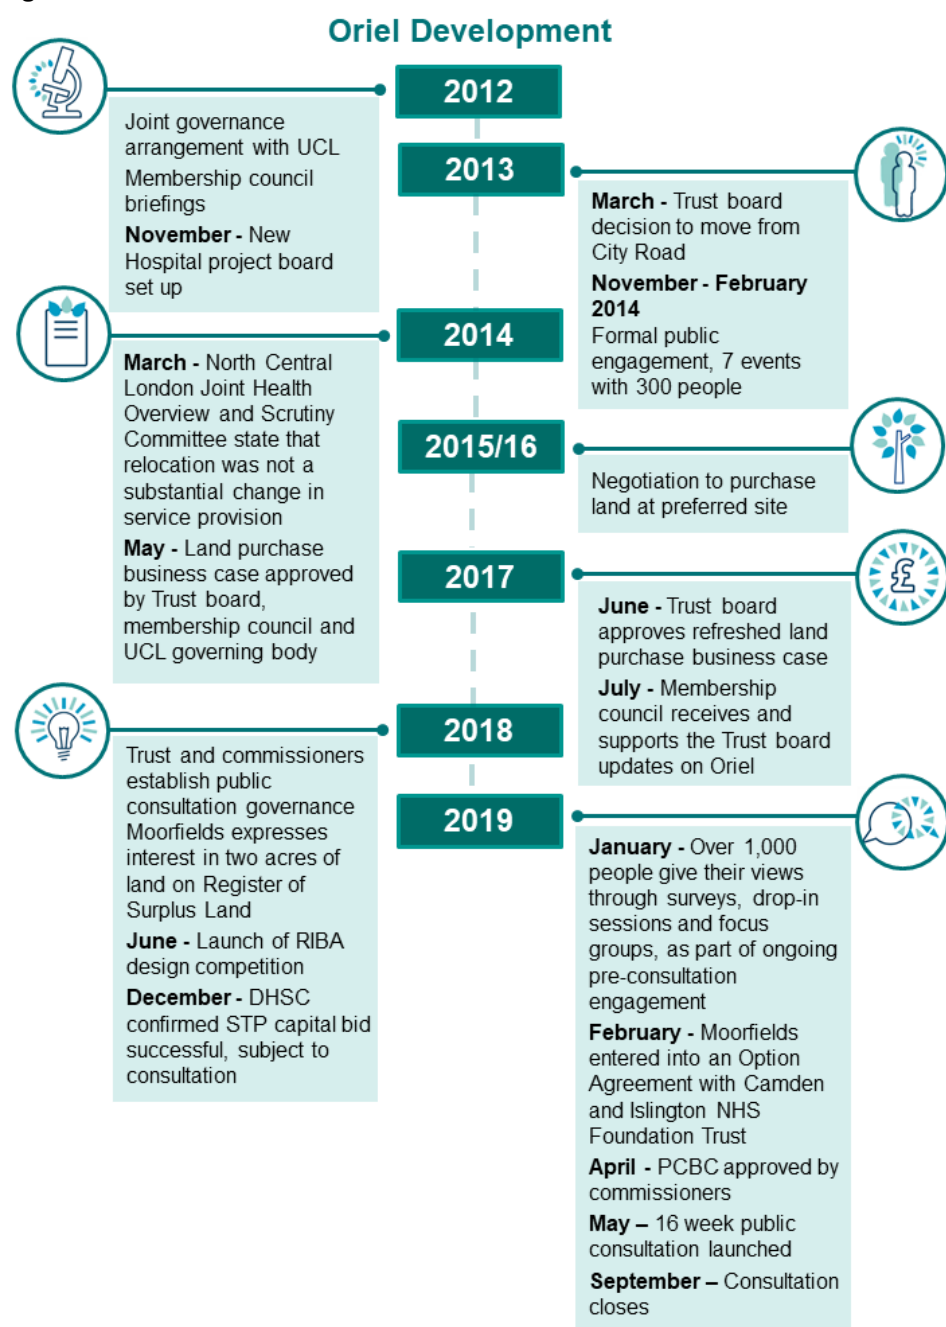 Oriel Development
2012
Joint governance
arrangement with UCL
Membership council
briefings
November - New
Hospital project board
set up
2013
March - Trust board
decision to move from
City Road
November - February
2014
Formal public
engagement, 7 events
with 300 people
2014
March - North Central
London Joint Health
Overview and Scrutiny
Committee state that
relocation was not a
substantial change in
service provision
May - Land purchase
business case approved
by Trust board,
membership council and
UCL governing body
2015/16
Negotiation to purchase
land at preferred site
2017
£
June - Trust board
approves refreshed land
purchase business case
July - Membership
council receives and
supports the Trust board
updates on Oriel
2018
Trust and commissioners
establish public
consultation governance
Moorfields expresses
interest in two acres of
land on Register of
Surplus Land
June - Launch of RIBA
design competition
December - DHSC
confirmed STP capital bid
successful, subject to
consultation
2019
January - Over 1,000
people give their views
through surveys, drop-in
sessions and focus
groups, as part of ongoing
pre-consultation
engagement
February - Moorfields
entered into an Option
Agreement with Camden
and Islington NHS
Foundation Trust
April - PCBC approved by
commissioners
May – 16 week public
consultation launched
September – Consultation
closes